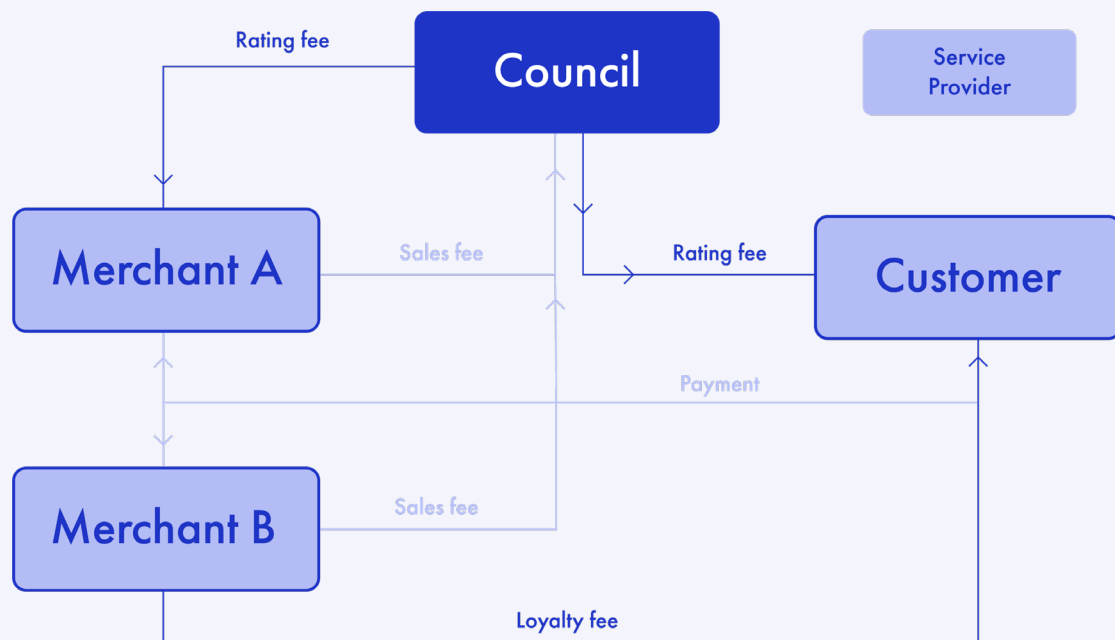 Rating fee
Council
Service
Provider
Merchant A
Sales fee
Rating fee
Customer
Payment
Merchant B
Sales fee
Loyalty fee